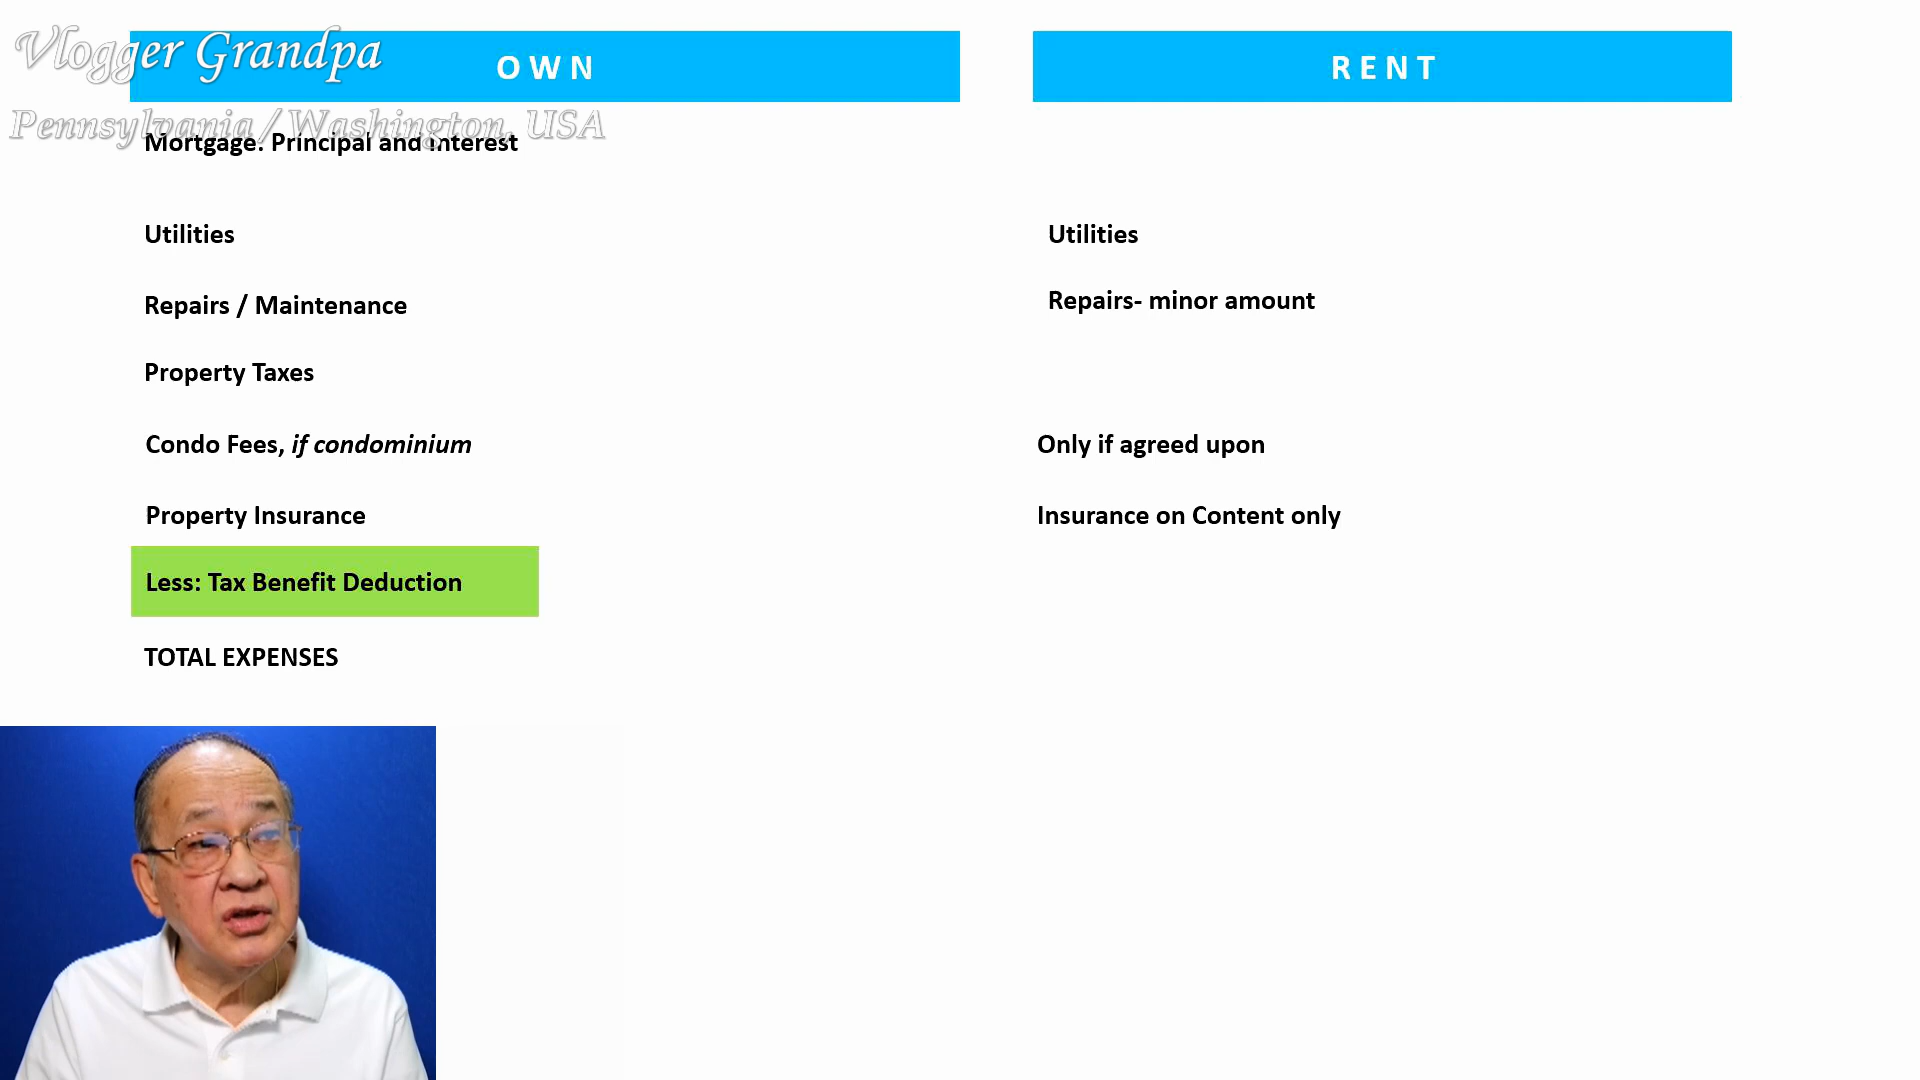 Vlogger Grandpa
OWN
RENT
Pennsylvania / Washington, USA
Mortgage: Principal and Interest
Utilities
Utilities
Repairs / Maintenance
Repairs- minor amount
Property Taxes
Condo Fees, if condominium
Only if agreed upon
Property Insurance
Insurance on Content only
Less: Tax Benefit Deduction
TOTAL EXPENSES